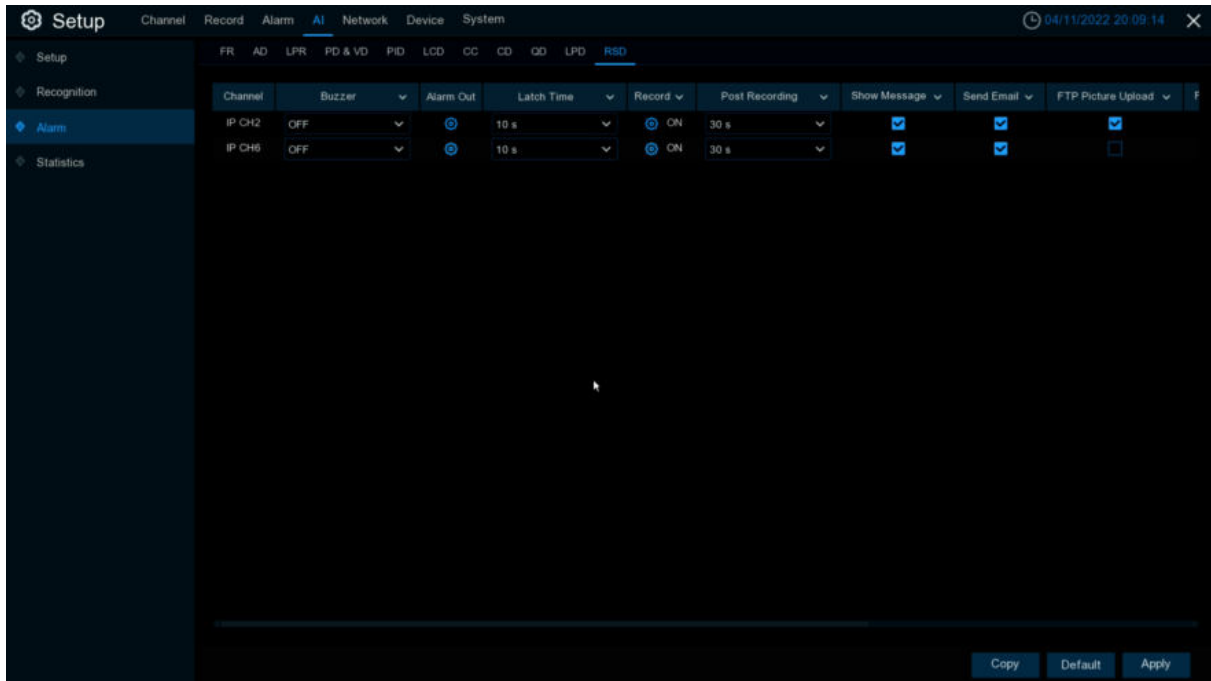 Setup Channel Record Alarm AI Network Device System 04/11/2022 20:09:14
FR AD LPR PD & VD PID LCD CC CD QD LPD RSD
Setup
Recognition
Alarm
Statistics
Channel Buzzer Alarm Out Latch Time Record Post Recording Show Message Send Email FTP Picture Upload F
IP CH2 OFF 10 s ON 30 s
IP CH6 OFF 10 s ON 30 s
Copy Default Apply